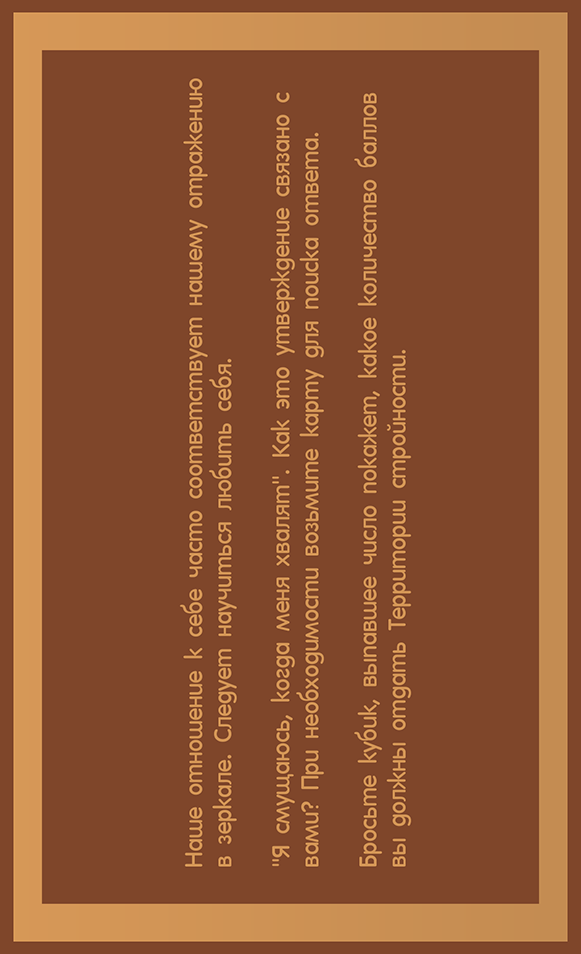 Наше отношение к себе часто соответствует нашему отражению
в зеркале. Следует научиться любить себя.
"Я смущаюсь, когда меня хвалят". Как это утверждение связано с
вами? При необходимости возьмите карту для поиска ответа.
Бросьте кубик, выпавшее число покажет, какое количество баллов
вы должны отдать Территории стройности.